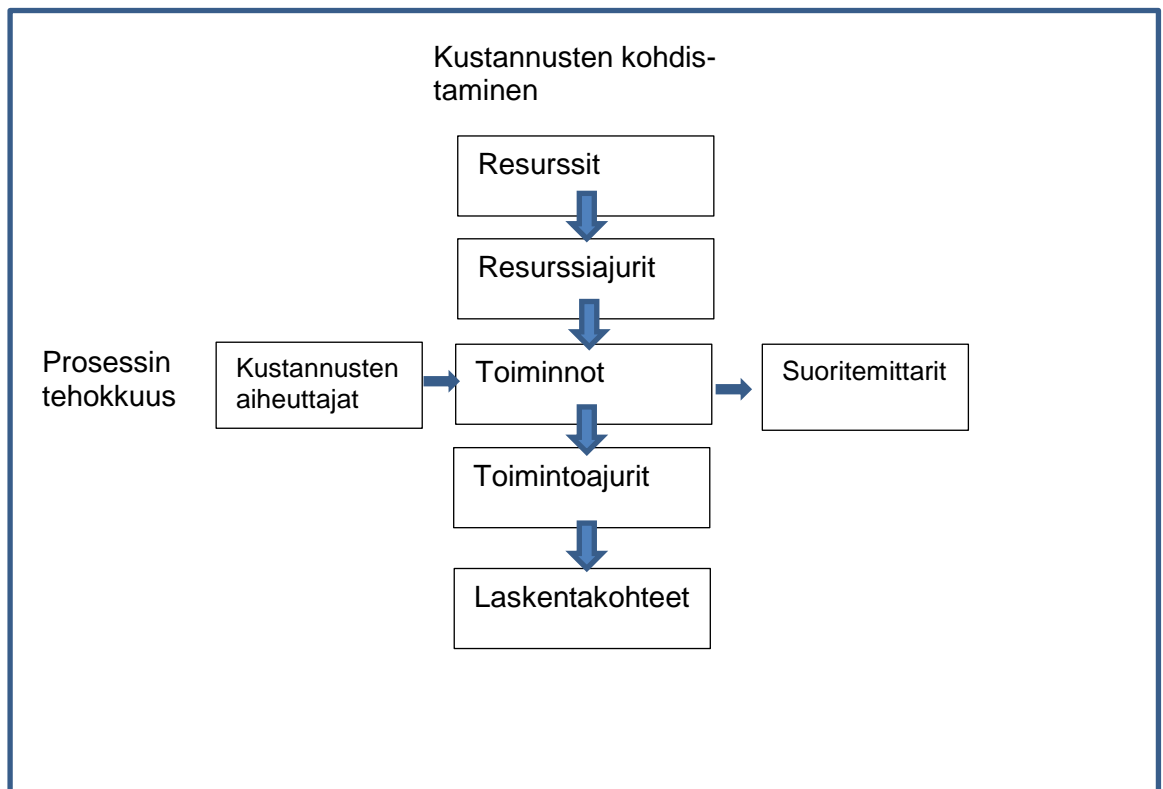 Kustannusten kohdis-
taminen
Resurssit
Resurssiajurit
Prosessin
tehokkuus
Kustannusten
aiheuttajat
Toiminnot
Suoritemittarit
Toimintoajurit
Laskentakohteet